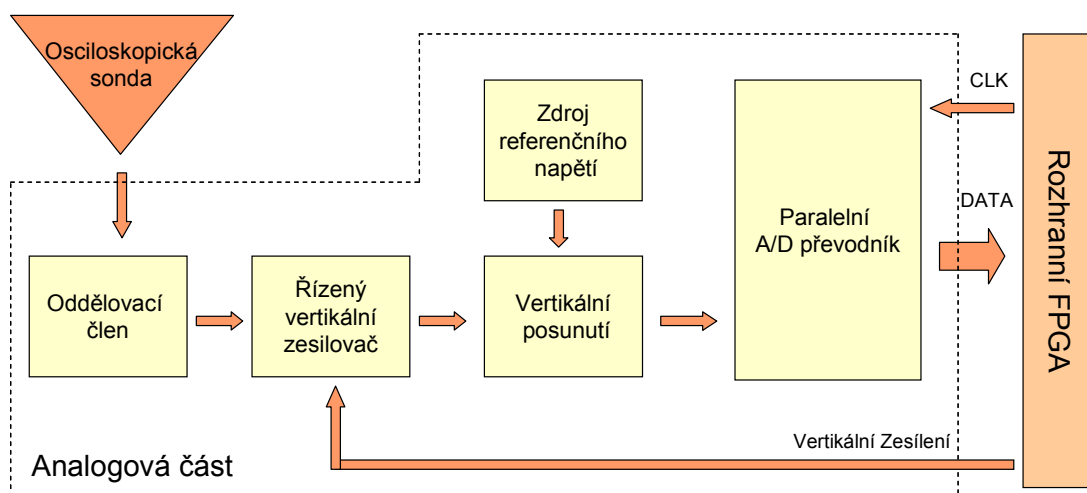 Osciloskopická
sonda
Zdroj
referenčního
napětí
Paralelní
A/D převodník
CLK
DATA
Rozhranní FPGA
Oddělovací
člen
Řízený
vertikální
zesilovač
Vertikální
posunutí
Vertikální Zesílení
Analogová část